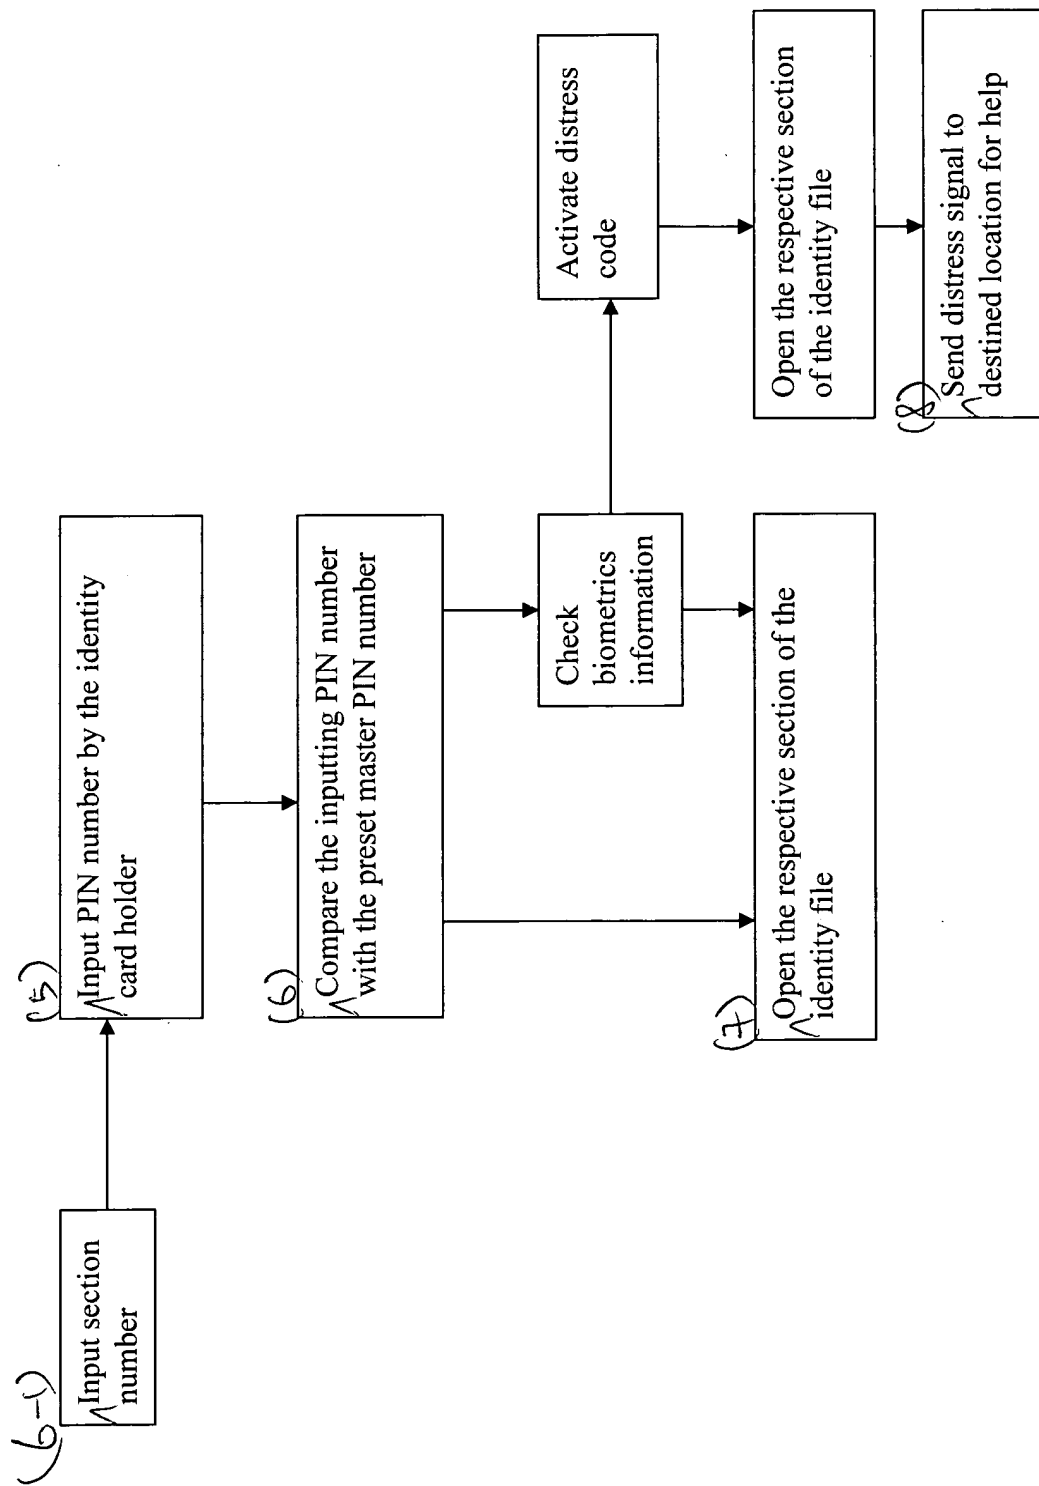 (6-1)
Input section
number
(5)
Input PIN number by the identity
card holder
(6)
Compare the inputting PIN number
with the preset master PIN number
Check
biometrics
information
Activate distress
code
(7)
Open the respective section of the
identity file
Open the respective section
of the identity file
(8)
Send distress signal to
destined location for help